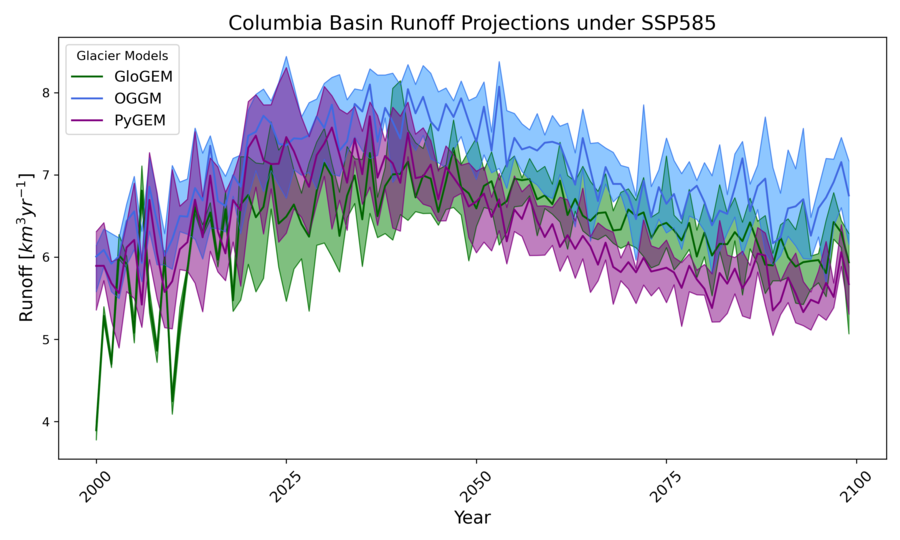 Columbia Basin Runoff Projections under SSP585
Glacier Models
GloGEM
OGGM
PyGEM
Runoff [km³yr⁻¹]
8
7
6
5
4
2000
2025
2050
2075
2100
Year